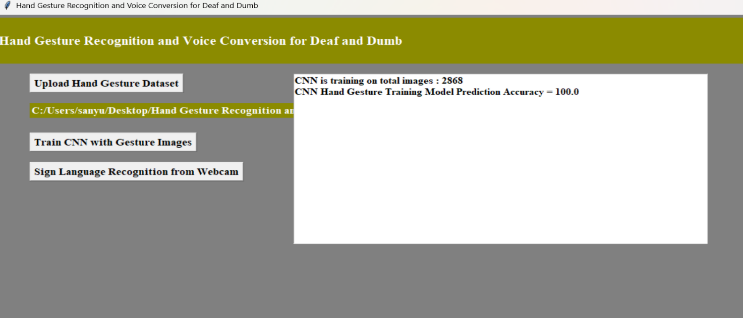 Hand Gesture Recognition and Voice Conversion for Deaf and Dumb
Hand Gesture Recognition and Voice Conversion for Deaf and Dumb
Upload Hand Gesture Dataset
C:/Users/sanyu/Desktop/Hand Gesture Recognition an
Train CNN with Gesture Images
Sign Language Recognition from Webcam
CNN is training on total images : 2868
CNN Hand Gesture Training Model Prediction Accuracy = 100.0